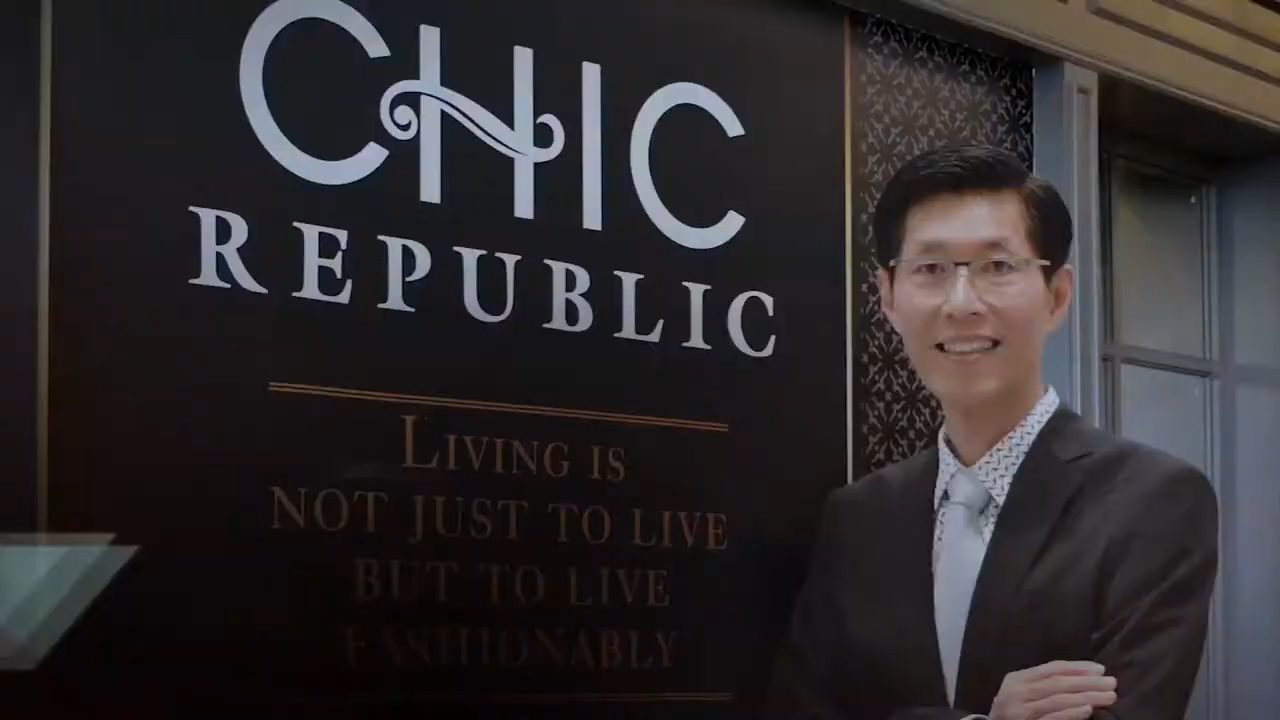 CHIC
REPUBLIC
LIVING IS
NOT JUST TO LIVE
BUT TO LIVE
FASHIONABLY